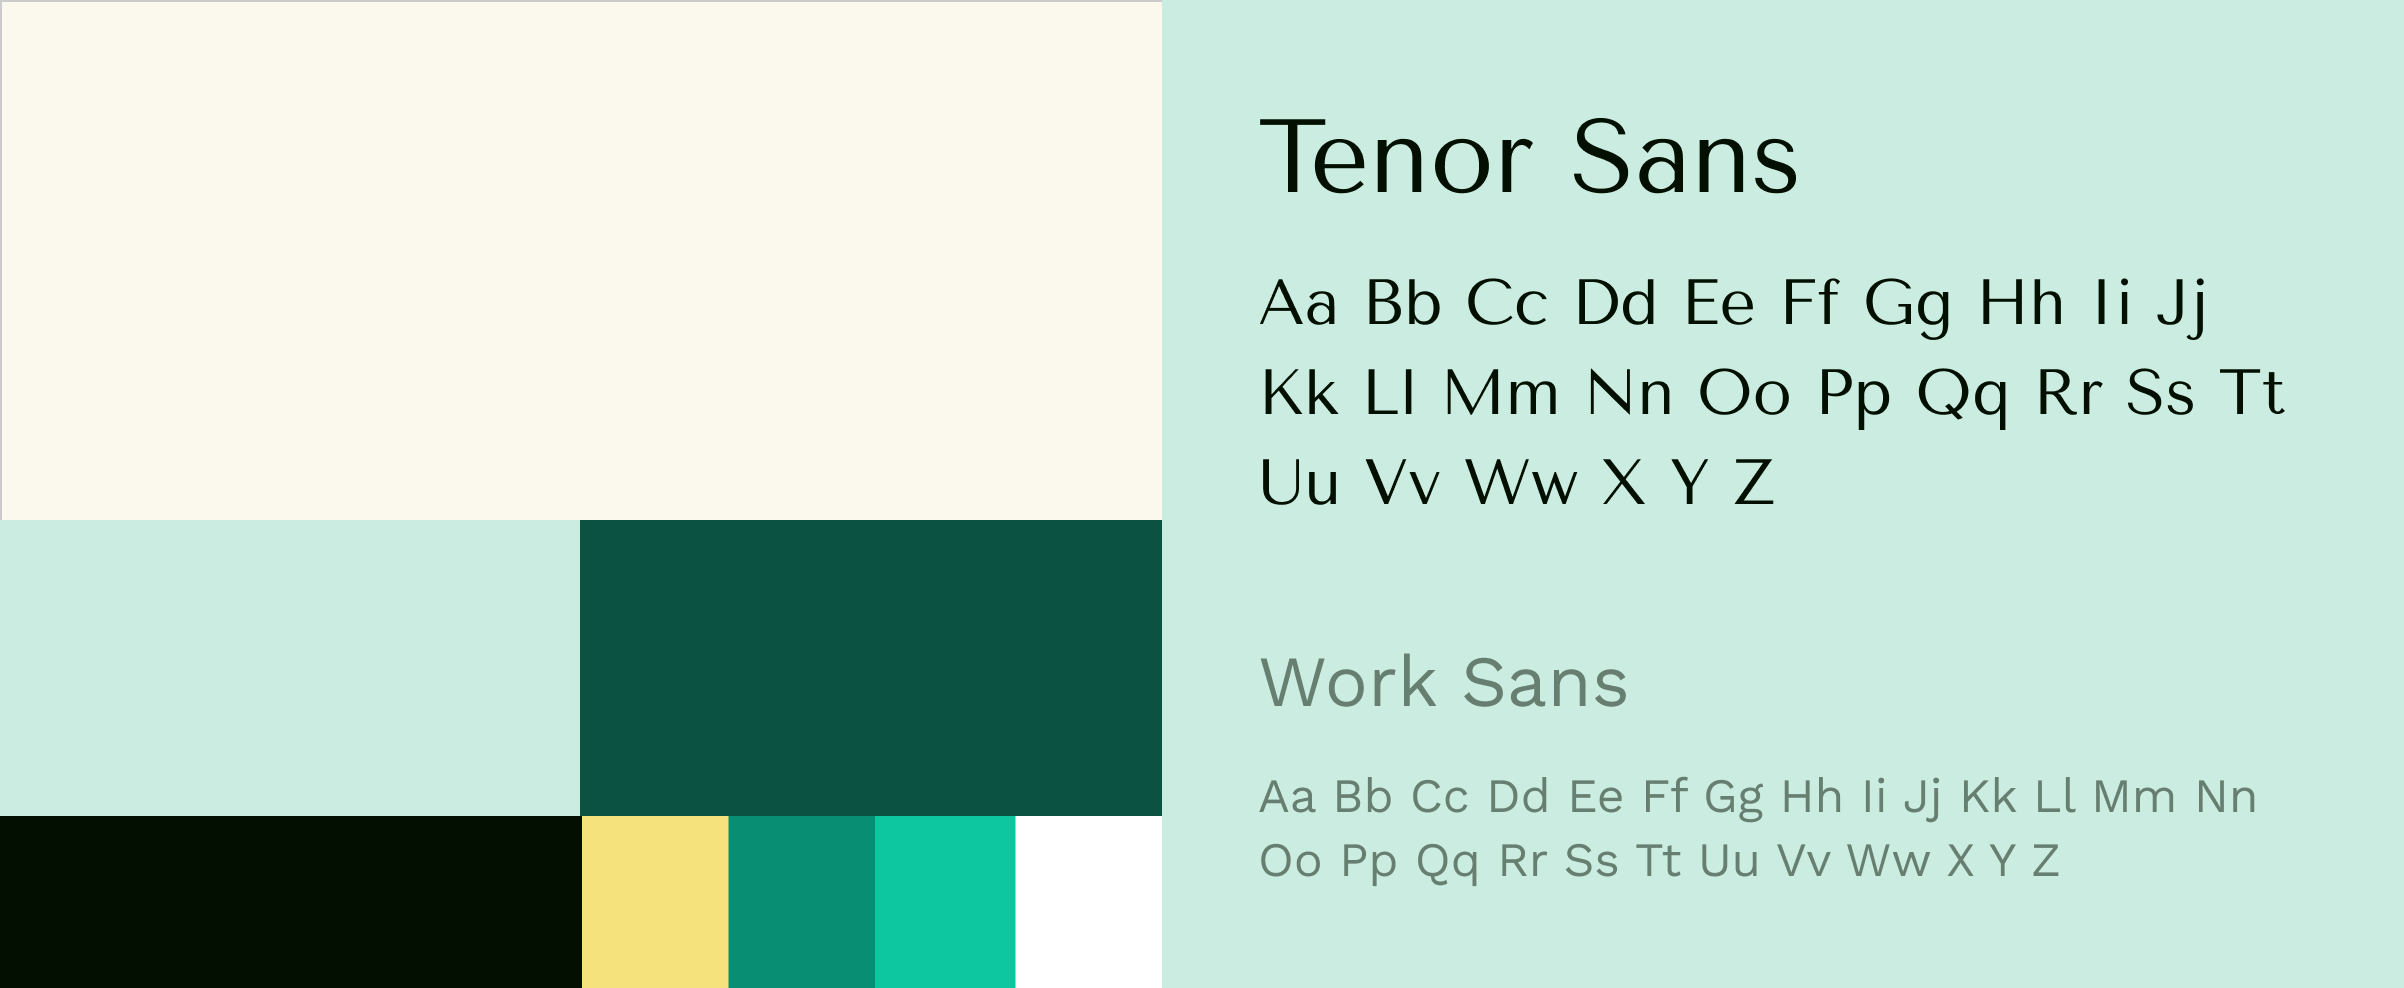 Tenor Sans
Aa Bb Cc Dd Ee Ff Gg Hh Ii Jj
Kk Ll Mm Nn Oo Pp Qq Rr Ss Tt
Uu Vv Ww X Y Z
Work Sans
Aa Bb Cc Dd Ee Ff Gg Hh Ii Jj Kk Ll Mm Nn
Oo Pp Qq Rr Ss Tt Uu Vv Ww X Y Z